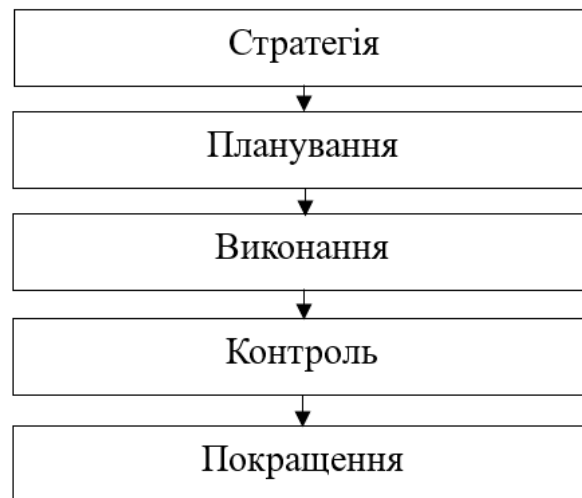 Стратегія
Планування
Виконання
Контроль
Покращення